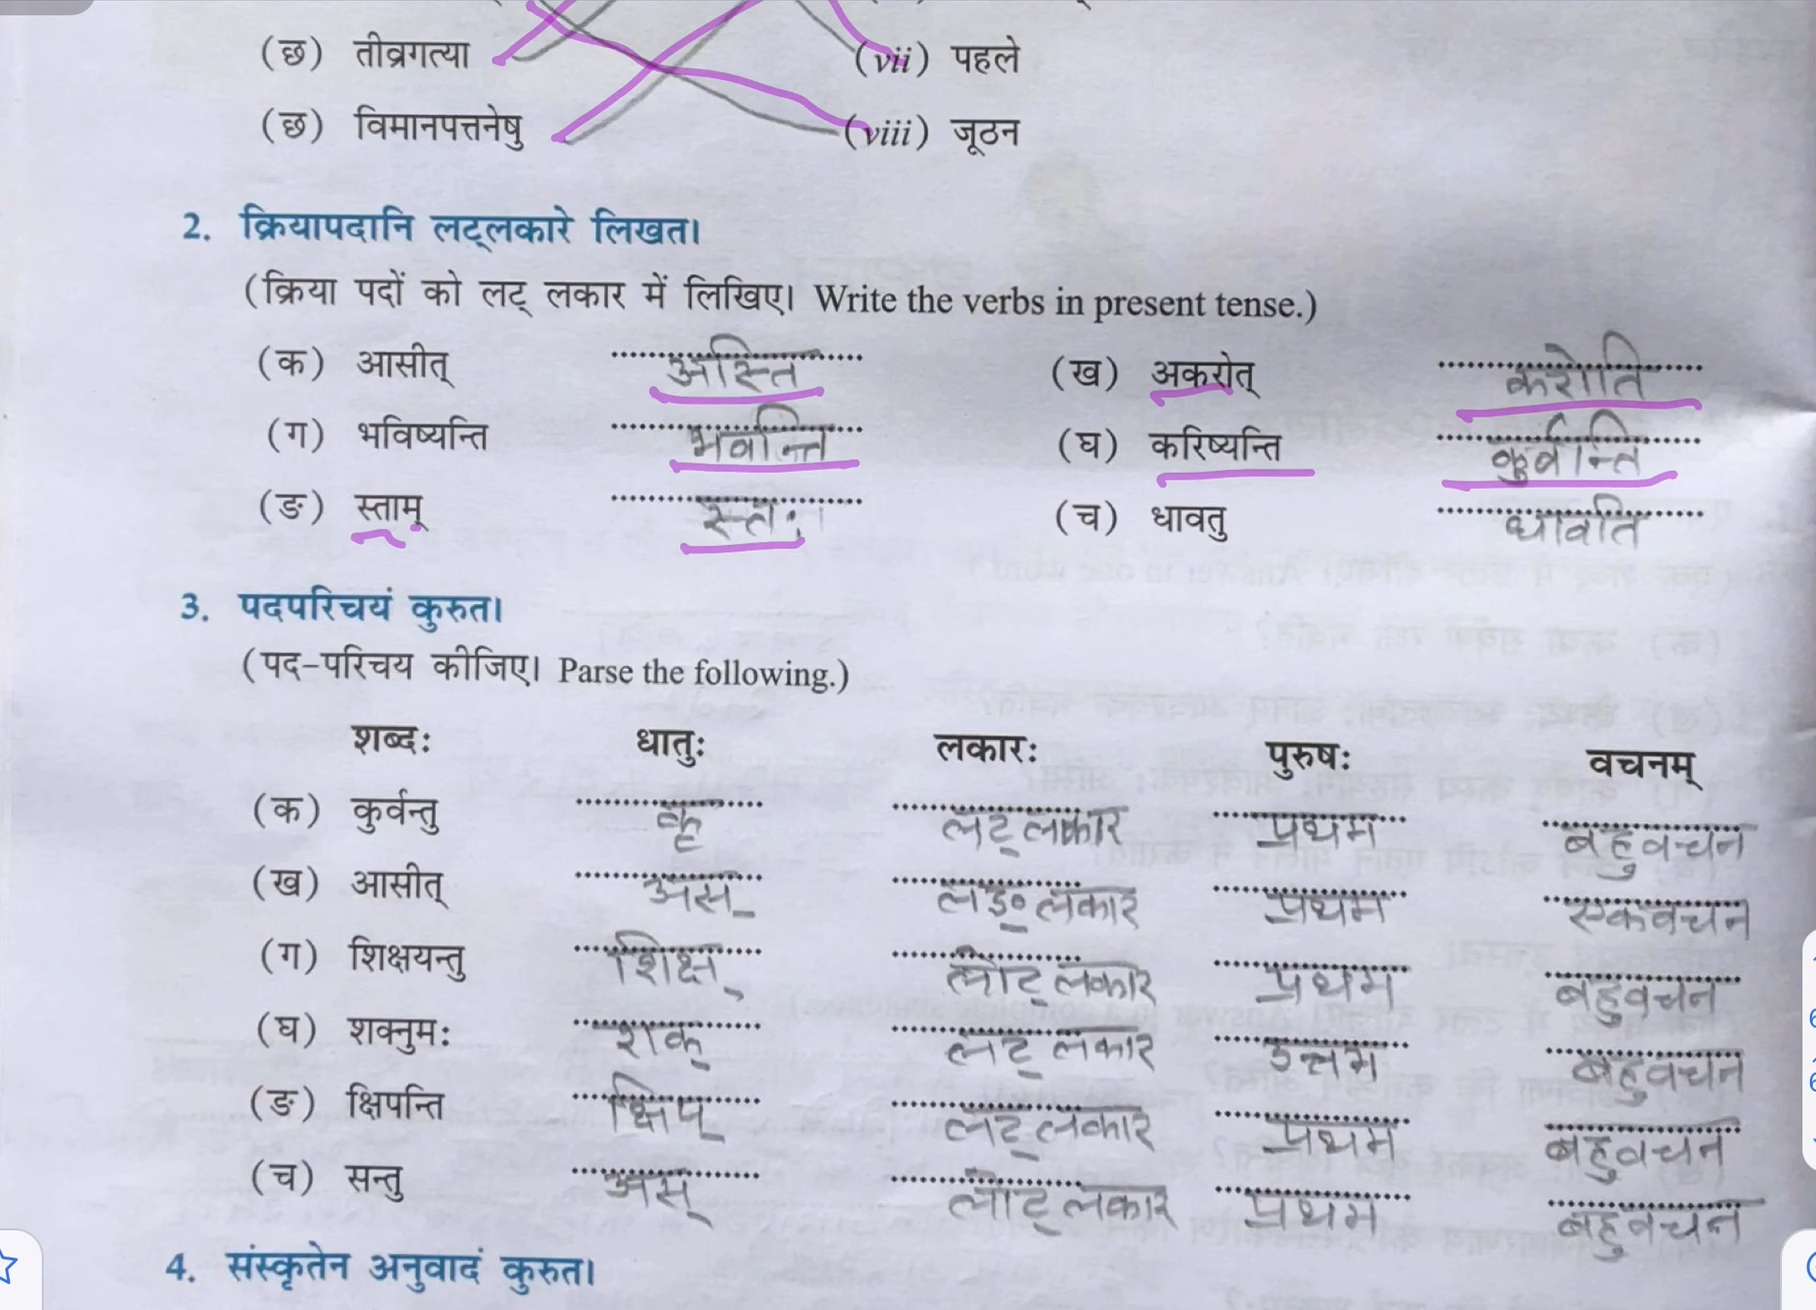 (छ) तीव्रगत्या (vii) पहले
(छ) विमानपत्तनेषु (viii) जूठन
2. क्रियापदानि लट्लकारे लिखत।
(क्रिया पदों को लट् लकार में लिखिए। Write the verbs in present tense.)
(क) आसीत् अस्ति (ख) अकरोत् करोति
(ग) भविष्यन्ति भवन्ति (घ) करिष्यन्ति कुर्वन्ति
(ङ) स्ताम् स्तः (च) धावतु धावति
3. पदपरिचयं कुरुत।
(पद-परिचय कीजिए। Parse the following.)
शब्दः धातुः लकारः पुरुषः वचनम्
(क) कुर्वन्तु कृ लट् लकार प्रथम बहुवचन
(ख) आसीत् अस् लङ् लकार प्रथम एकवचन
(ग) शिक्षयन्तु शिक्ष् लोट् लकार प्रथम बहुवचन
(घ) शक्नुमः शक् लट् लकार उत्तम बहुवचन
(ङ) क्षिपन्ति क्षिप् लट् लकार प्रथम बहुवचन
(च) सन्तु अस् लोट् लकार प्रथम बहुवचन
4. संस्कृतेन अनुवादं कुरुत।